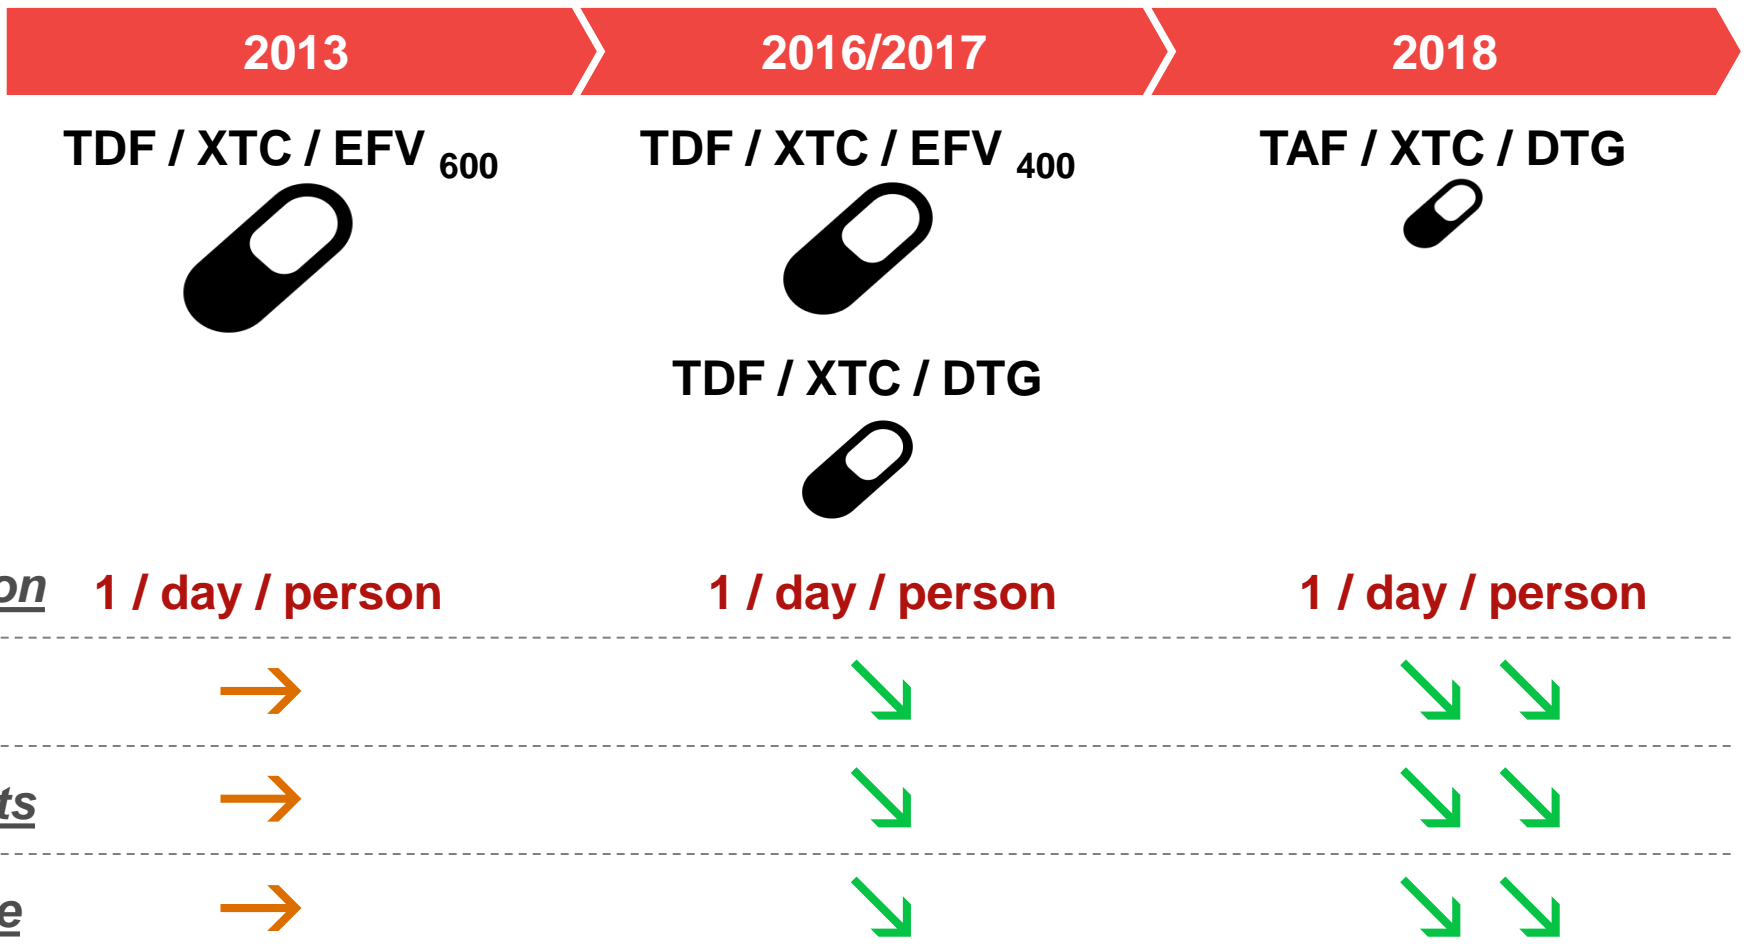 2013 2016/2017 2018
TDF / XTC / EFV 600 TDF / XTC / EFV 400 TAF / XTC / DTG
TDF / XTC / DTG
1 / day / person 1 / day / person 1 / day / person